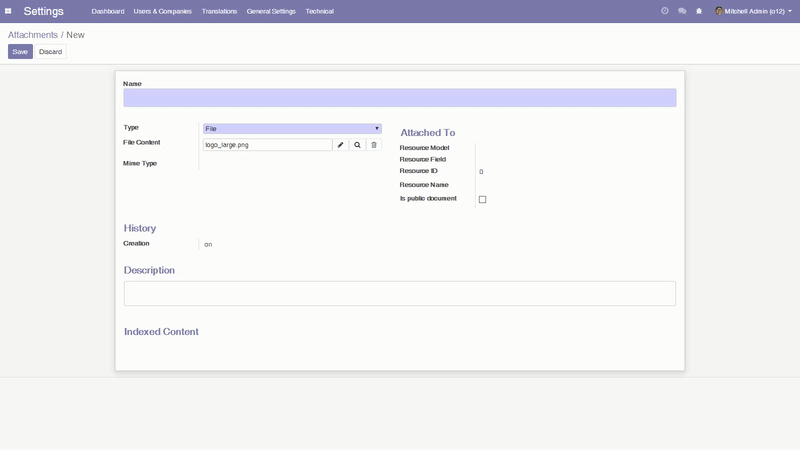 Settings Dashboard Users & Companies Translations General Settings Technical Mitchell Admin (o12)
Attachments / New
Save Discard
Name
Type File
File Content logo_large.png
Mime Type
Attached To
Resource Model
Resource Field
Resource ID 0
Resource Name
Is public document
History
Creation on
Description
Indexed Content